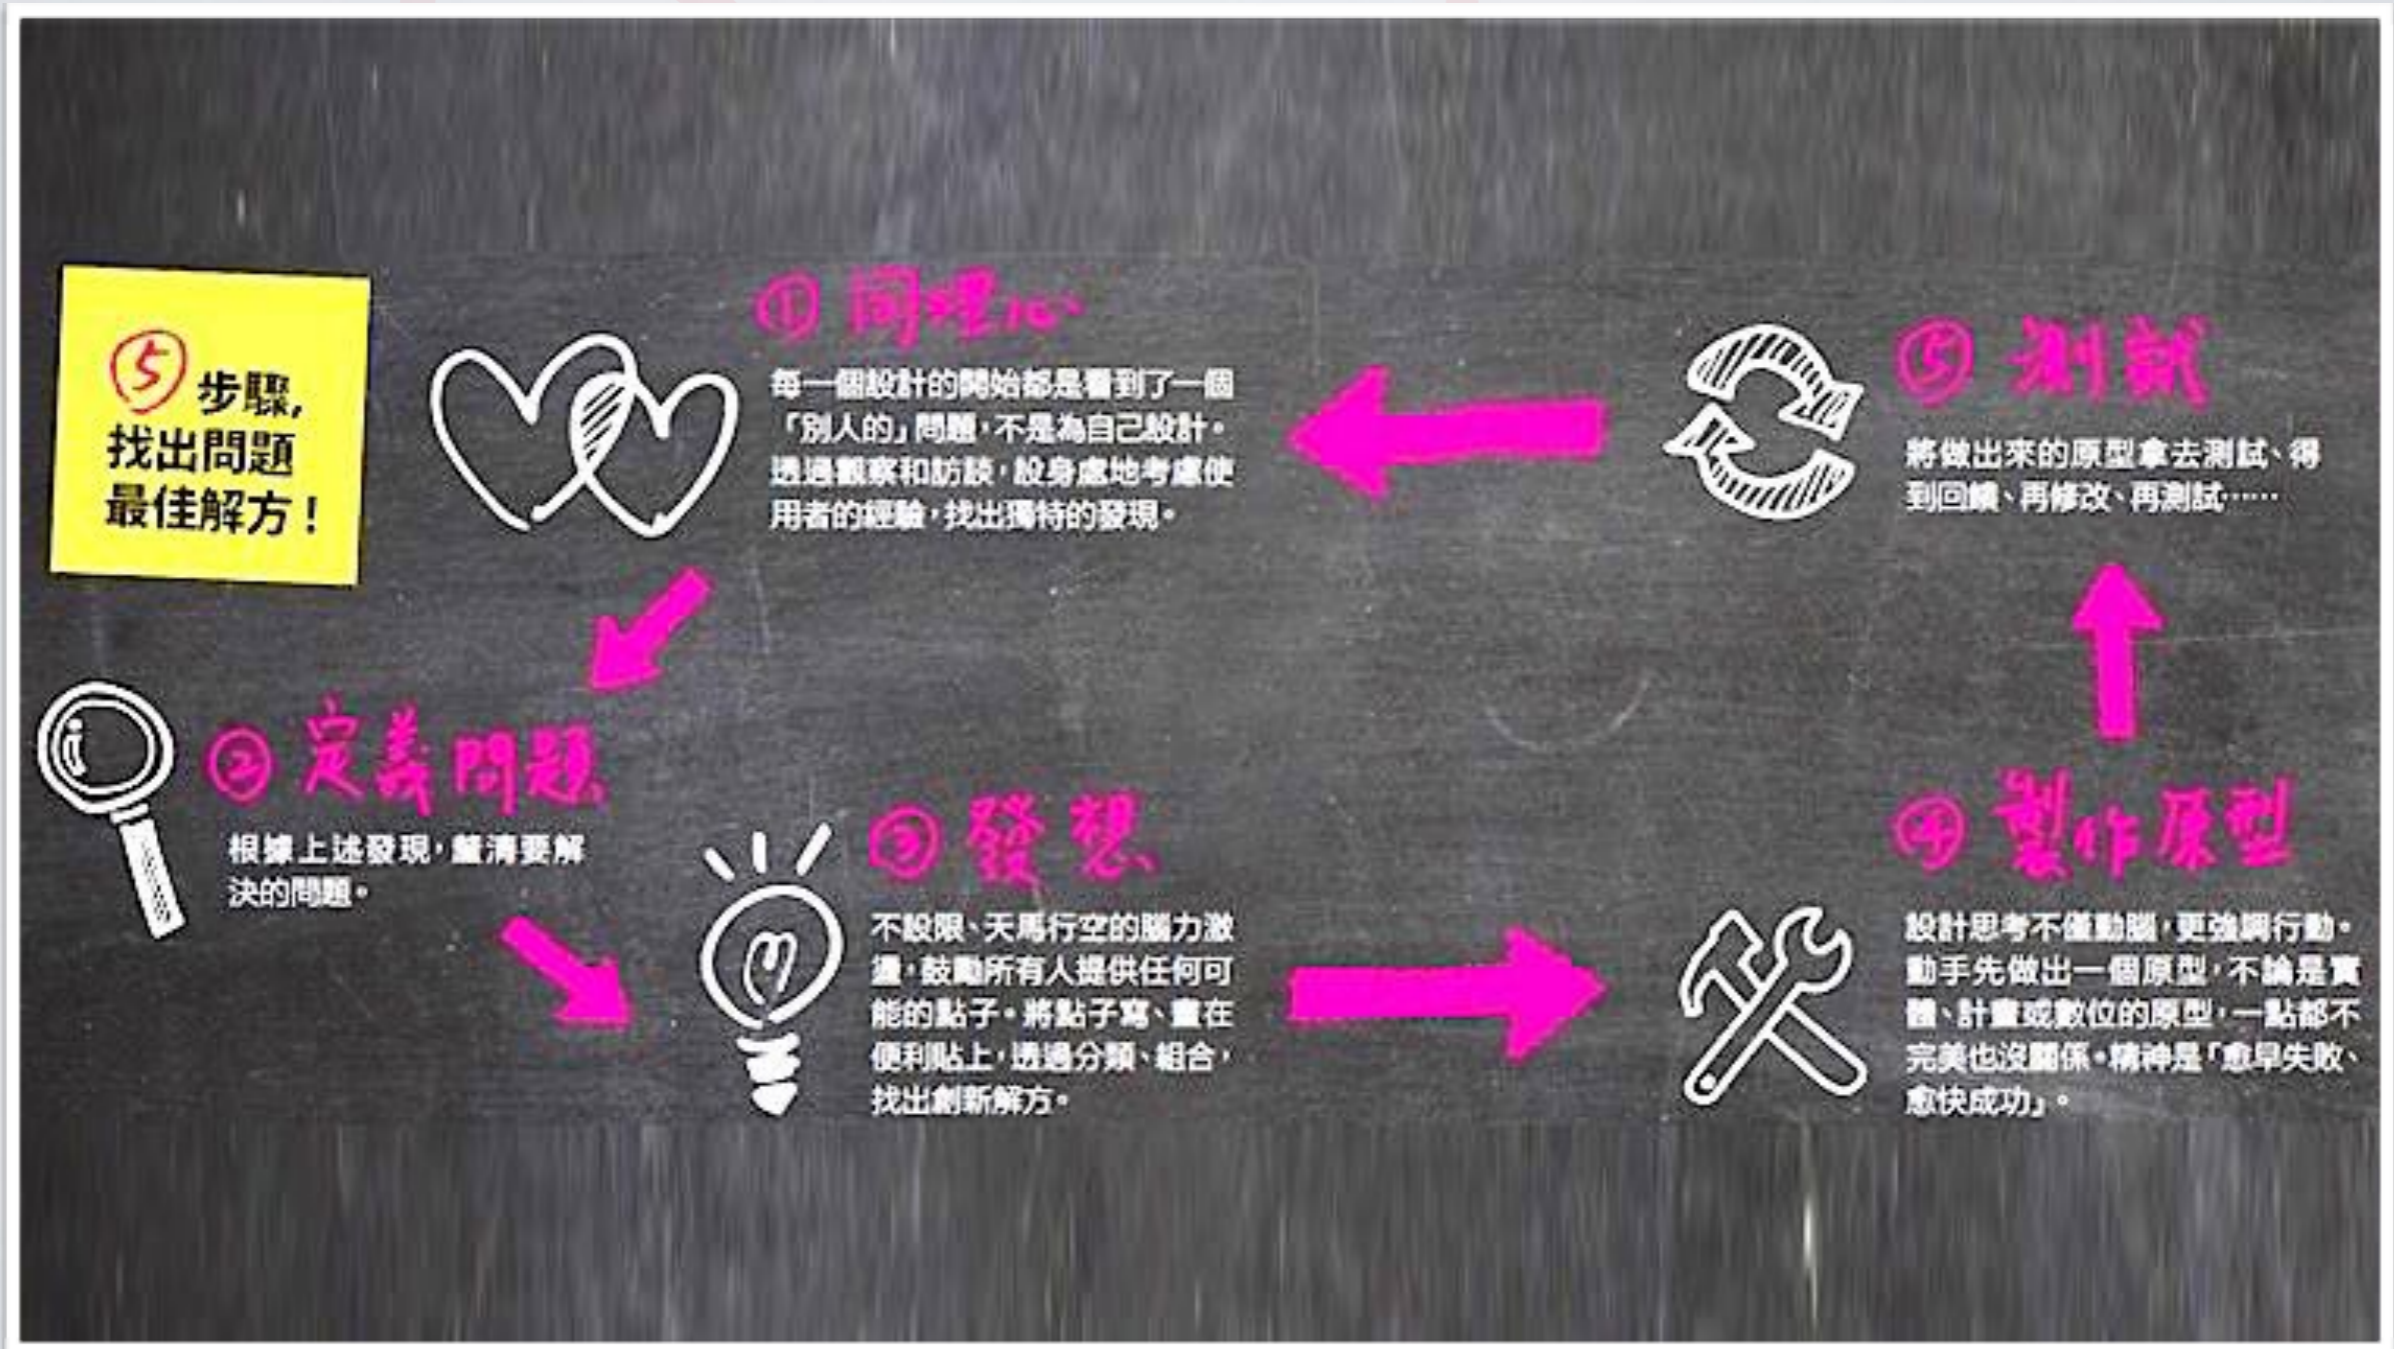 5 步驟,
找出問題
最佳解方!
① 同理心
每一個設計的開始都是看到了一個
「別人的」問題,不是為自己設計。
透過觀察和訪談,設身處地考慮使
用者的經驗,找出獨特的發現。
② 定義問題
根據上述發現,釐清要解
決的問題。
③ 發想
不設限、天馬行空的腦力激
盪,鼓勵所有人提供任何可
能的點子。將點子寫、畫在
便利貼上,透過分類、組合,
找出創新解方。
④ 製作原型
設計思考不僅動腦,更強調行動。
動手先做出一個原型,不論是實
體、計畫或數位的原型,一點都不
完美也沒關係。精神是「愈早失敗、
愈快成功」。
⑤ 測試
將做出來的原型拿去測試、得
到回饋、再修改、再測試⋯⋯